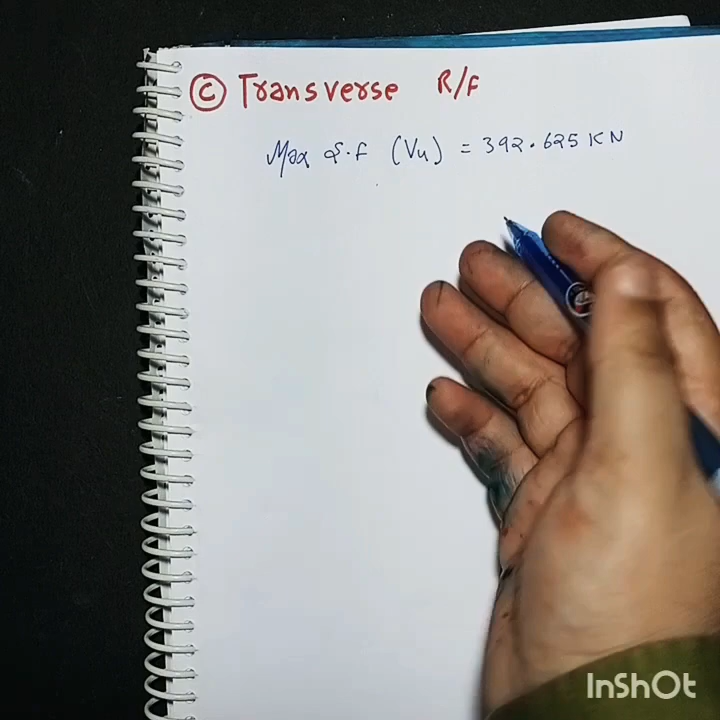 Ⓒ Transverse R/F
Max S.F (Vu) = 392.625 KN
InShOt